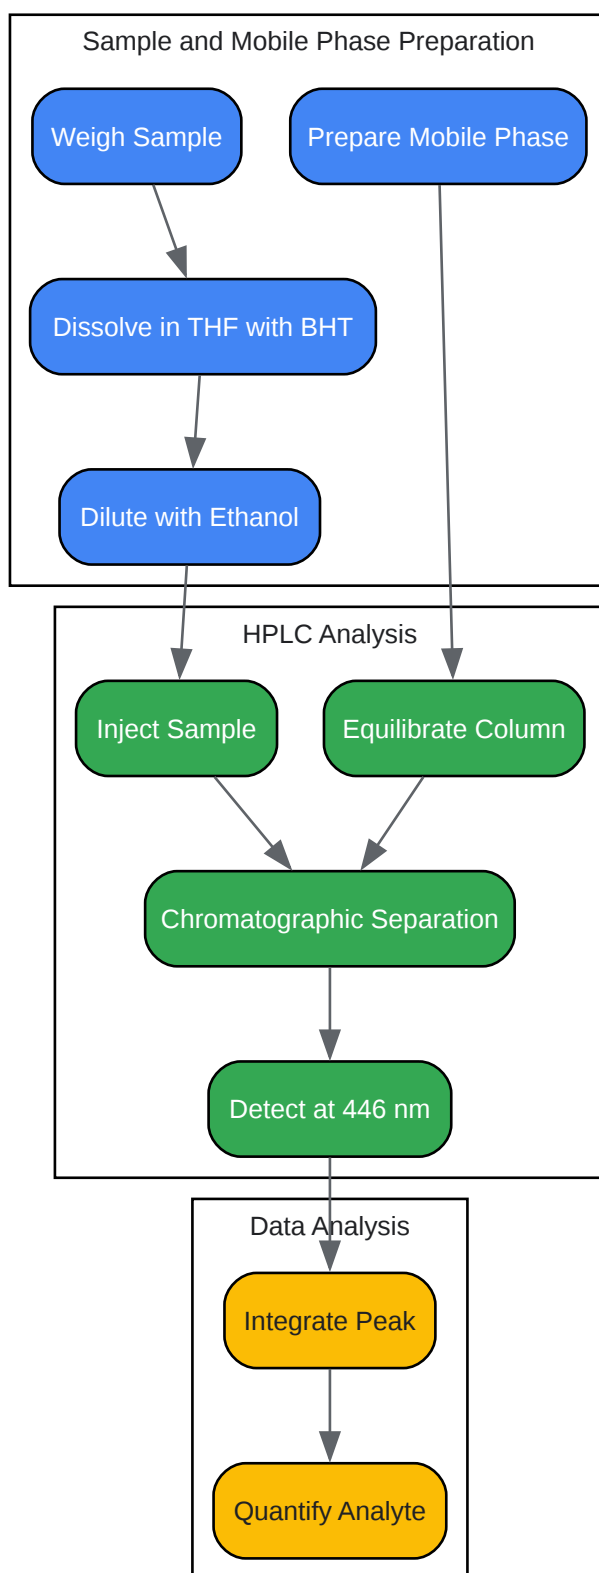 Sample and Mobile Phase Preparation
Weigh Sample
Prepare Mobile Phase
Dissolve in THF with BHT
Dilute with Ethanol
HPLC Analysis
Inject Sample
Equilibrate Column
Chromatographic Separation
Detect at 446 nm
Data Analysis
Integrate Peak
Quantify Analyte